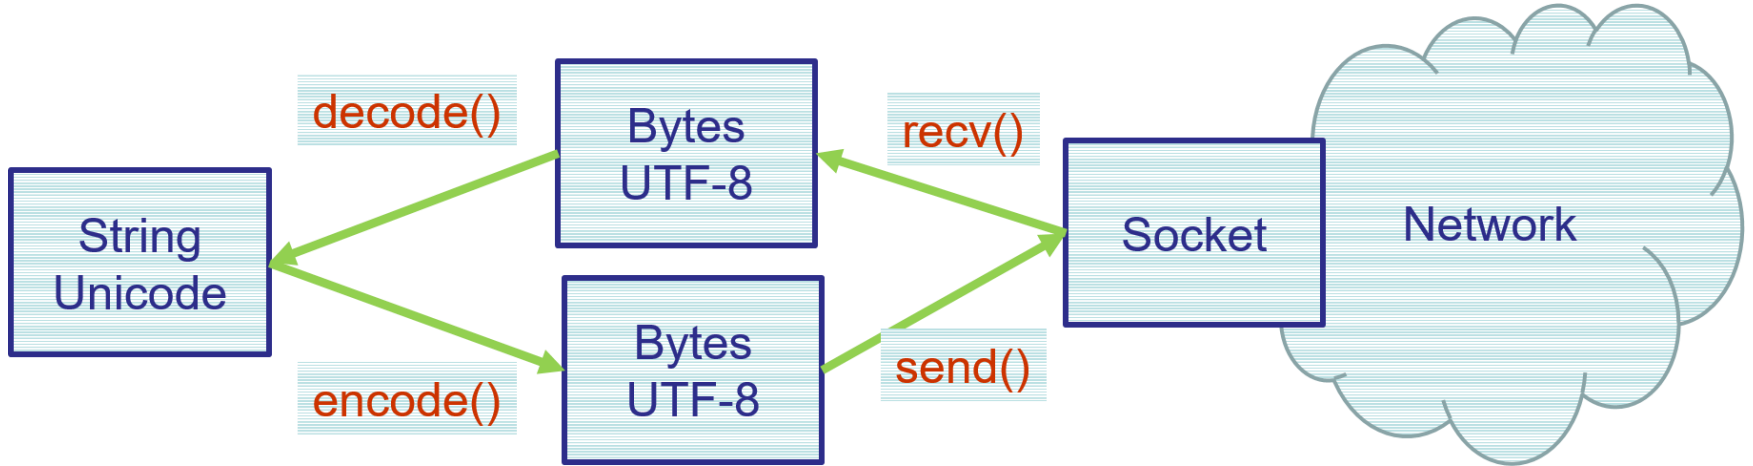 decode()
Bytes
UTF-8
recv()
String
Unicode
Socket
Network
encode()
Bytes
UTF-8
send()